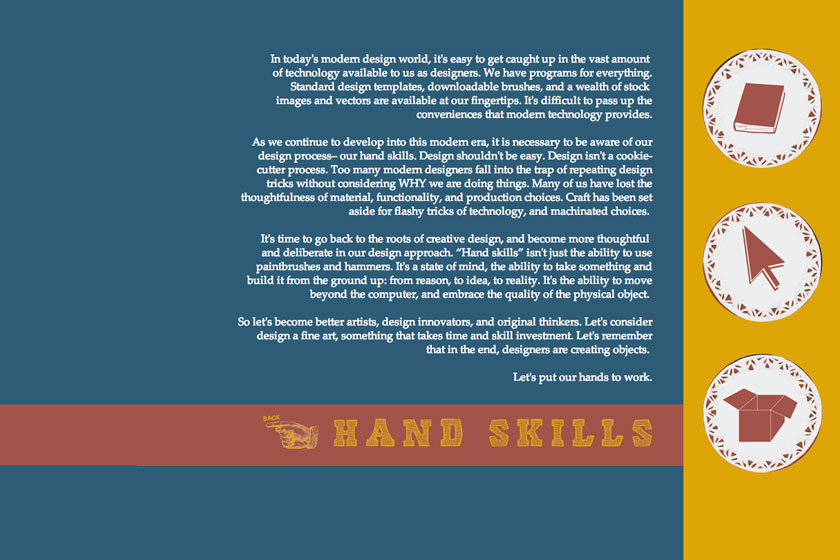 In today's modern design world, it's easy to get caught up in the vast amount
of technology available to us as designers. We have programs for everything.
Standard design templates, downloadable brushes, and a wealth of stock
images and vectors are available at our fingertips. It's difficult to pass up the
conveniences that modern technology provides.
As we continue to develop into this modern era, it is necessary to be aware of our
design process– our hand skills. Design shouldn't be easy. Design isn't a cookie-
cutter process. Too many modern designers fall into the trap of repeating design
tricks without considering WHY we are doing things. Many of us have lost the
thoughtfulness of material, functionality, and production choices. Craft has been set
aside for flashy tricks of technology, and machinated choices.
It's time to go back to the roots of creative design, and become more thoughtful
and deliberate in our design approach. “Hand skills” isn't just the ability to use
paintbrushes and hammers. It's a state of mind, the ability to take something and
build it from the ground up: from reason, to idea, to reality. It's the ability to move
beyond the computer, and embrace the quality of the physical object.
So let's become better artists, design innovators, and original thinkers. Let's consider
design a fine art, something that takes time and skill investment. Let's remember
that in the end, designers are creating objects.
Let's put our hands to work.
BACK
HAND SKILLS